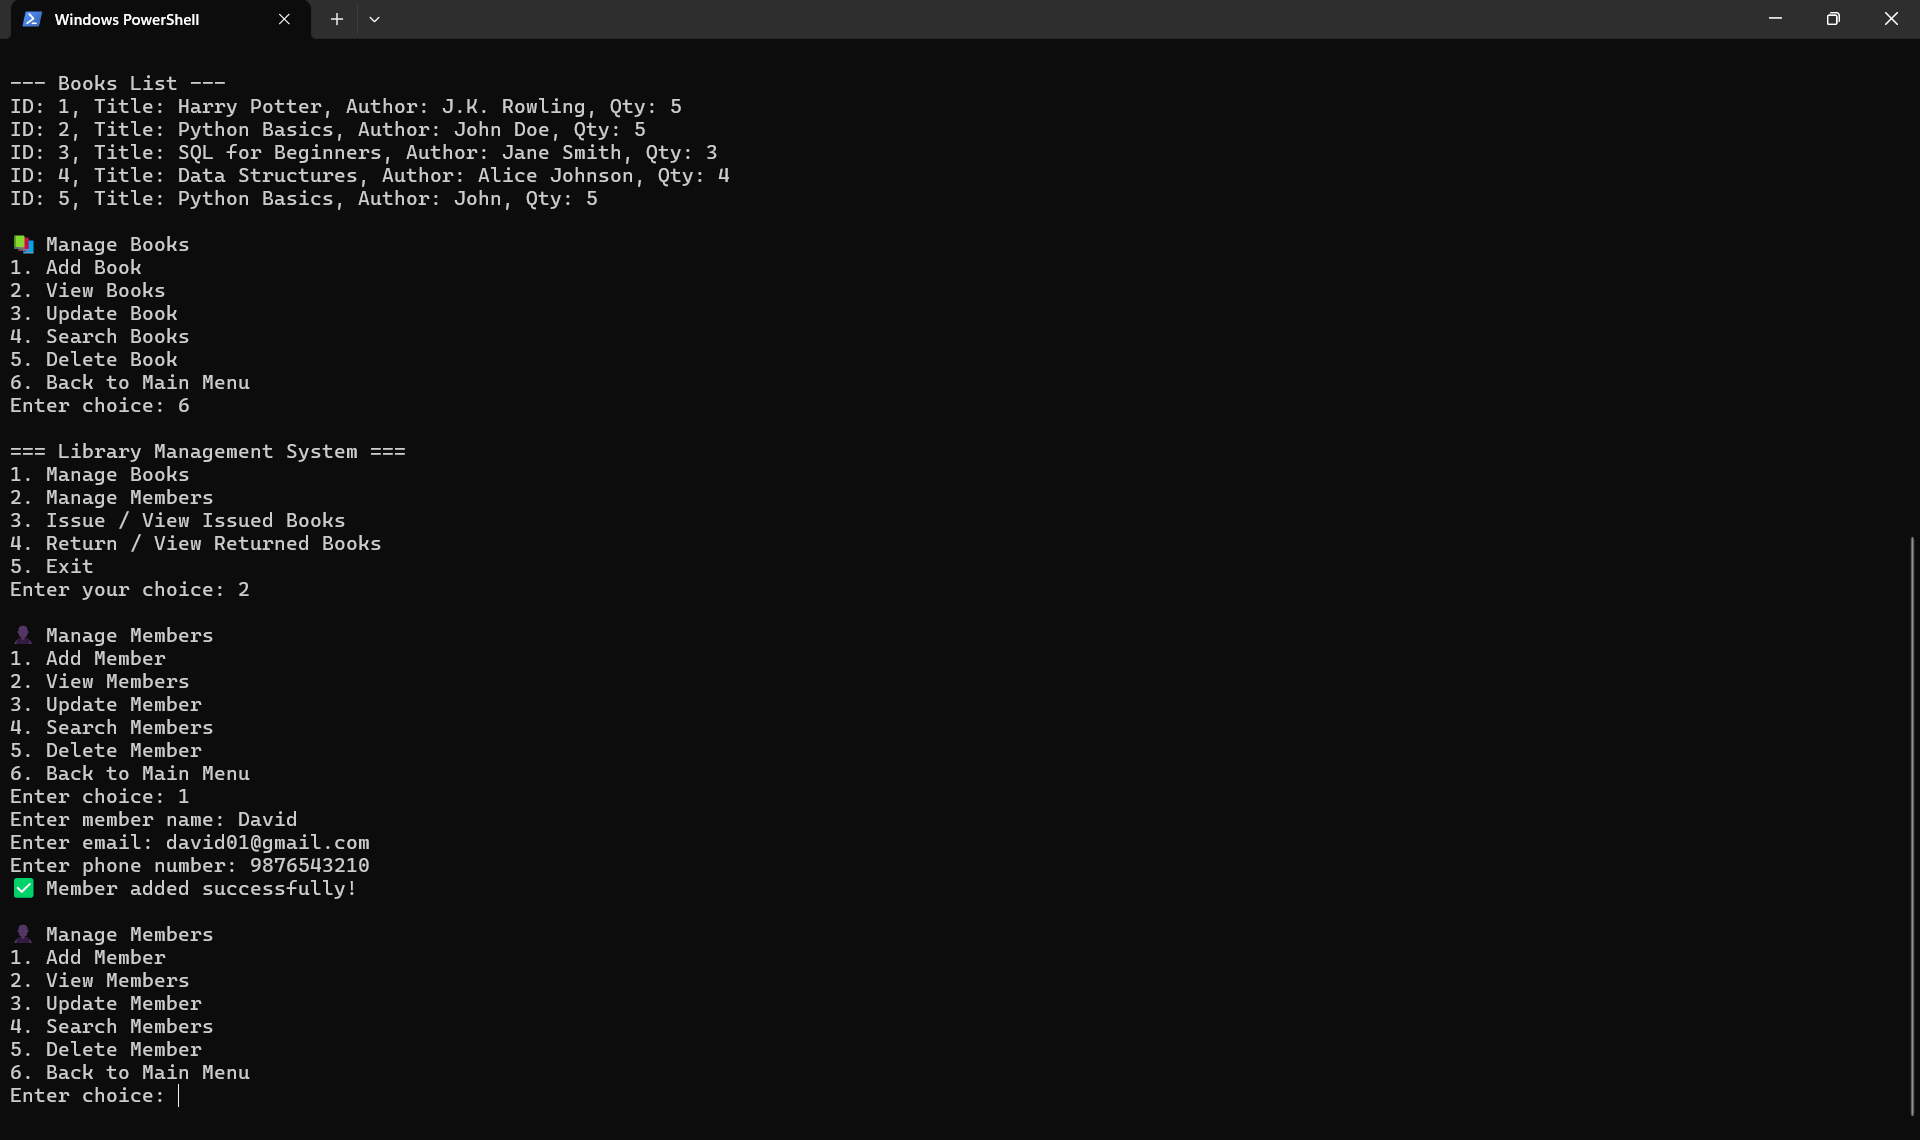 Windows PowerShell
--- Books List ---
ID: 1, Title: Harry Potter, Author: J.K. Rowling, Qty: 5
ID: 2, Title: Python Basics, Author: John Doe, Qty: 5
ID: 3, Title: SQL for Beginners, Author: Jane Smith, Qty: 3
ID: 4, Title: Data Structures, Author: Alice Johnson, Qty: 4
ID: 5, Title: Python Basics, Author: John, Qty: 5
📚 Manage Books
1. Add Book
2. View Books
3. Update Book
4. Search Books
5. Delete Book
6. Back to Main Menu
Enter choice: 6
=== Library Management System ===
1. Manage Books
2. Manage Members
3. Issue / View Issued Books
4. Return / View Returned Books
5. Exit
Enter your choice: 2
👤 Manage Members
1. Add Member
2. View Members
3. Update Member
4. Search Members
5. Delete Member
6. Back to Main Menu
Enter choice: 1
Enter member name: David
Enter email: david01@gmail.com
Enter phone number: 9876543210
✅ Member added successfully!
👤 Manage Members
1. Add Member
2. View Members
3. Update Member
4. Search Members
5. Delete Member
6. Back to Main Menu
Enter choice: